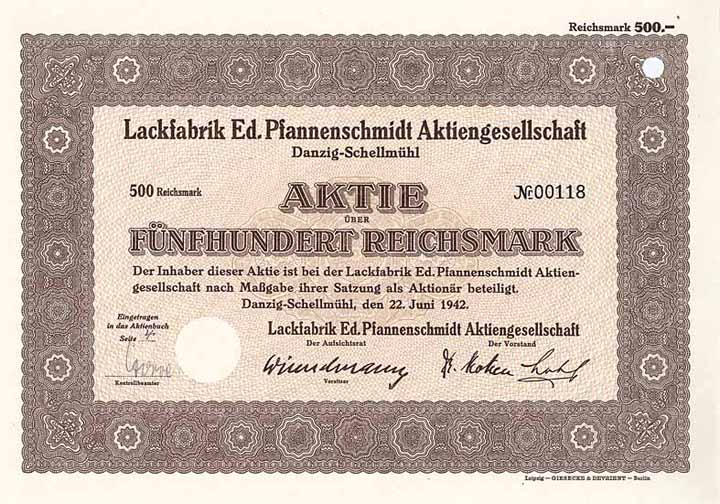 Reichsmark 500.–
Lackfabrik Ed. Pfannenschmidt Aktiengesellschaft
Danzig-Schellmühl
500 Reichsmark
AKTIE
№ 00118
ÜBER
FÜNFHUNDERT REICHSMARK
Der Inhaber dieser Aktie ist bei der Lackfabrik Ed. Pfannenschmidt Aktien-
gesellschaft nach Maßgabe ihrer Satzung als Aktionär beteiligt.
Danzig-Schellmühl, den 22. Juni 1942.
Eingetragen
in das Aktienbuch
Seite
Lackfabrik Ed. Pfannenschmidt Aktiengesellschaft
Der Aufsichtsrat
Der Vorstand
Kontrollbeamter
Vorsitzer
Leipzig — GIESECKE & DEVRIENT — Berlin